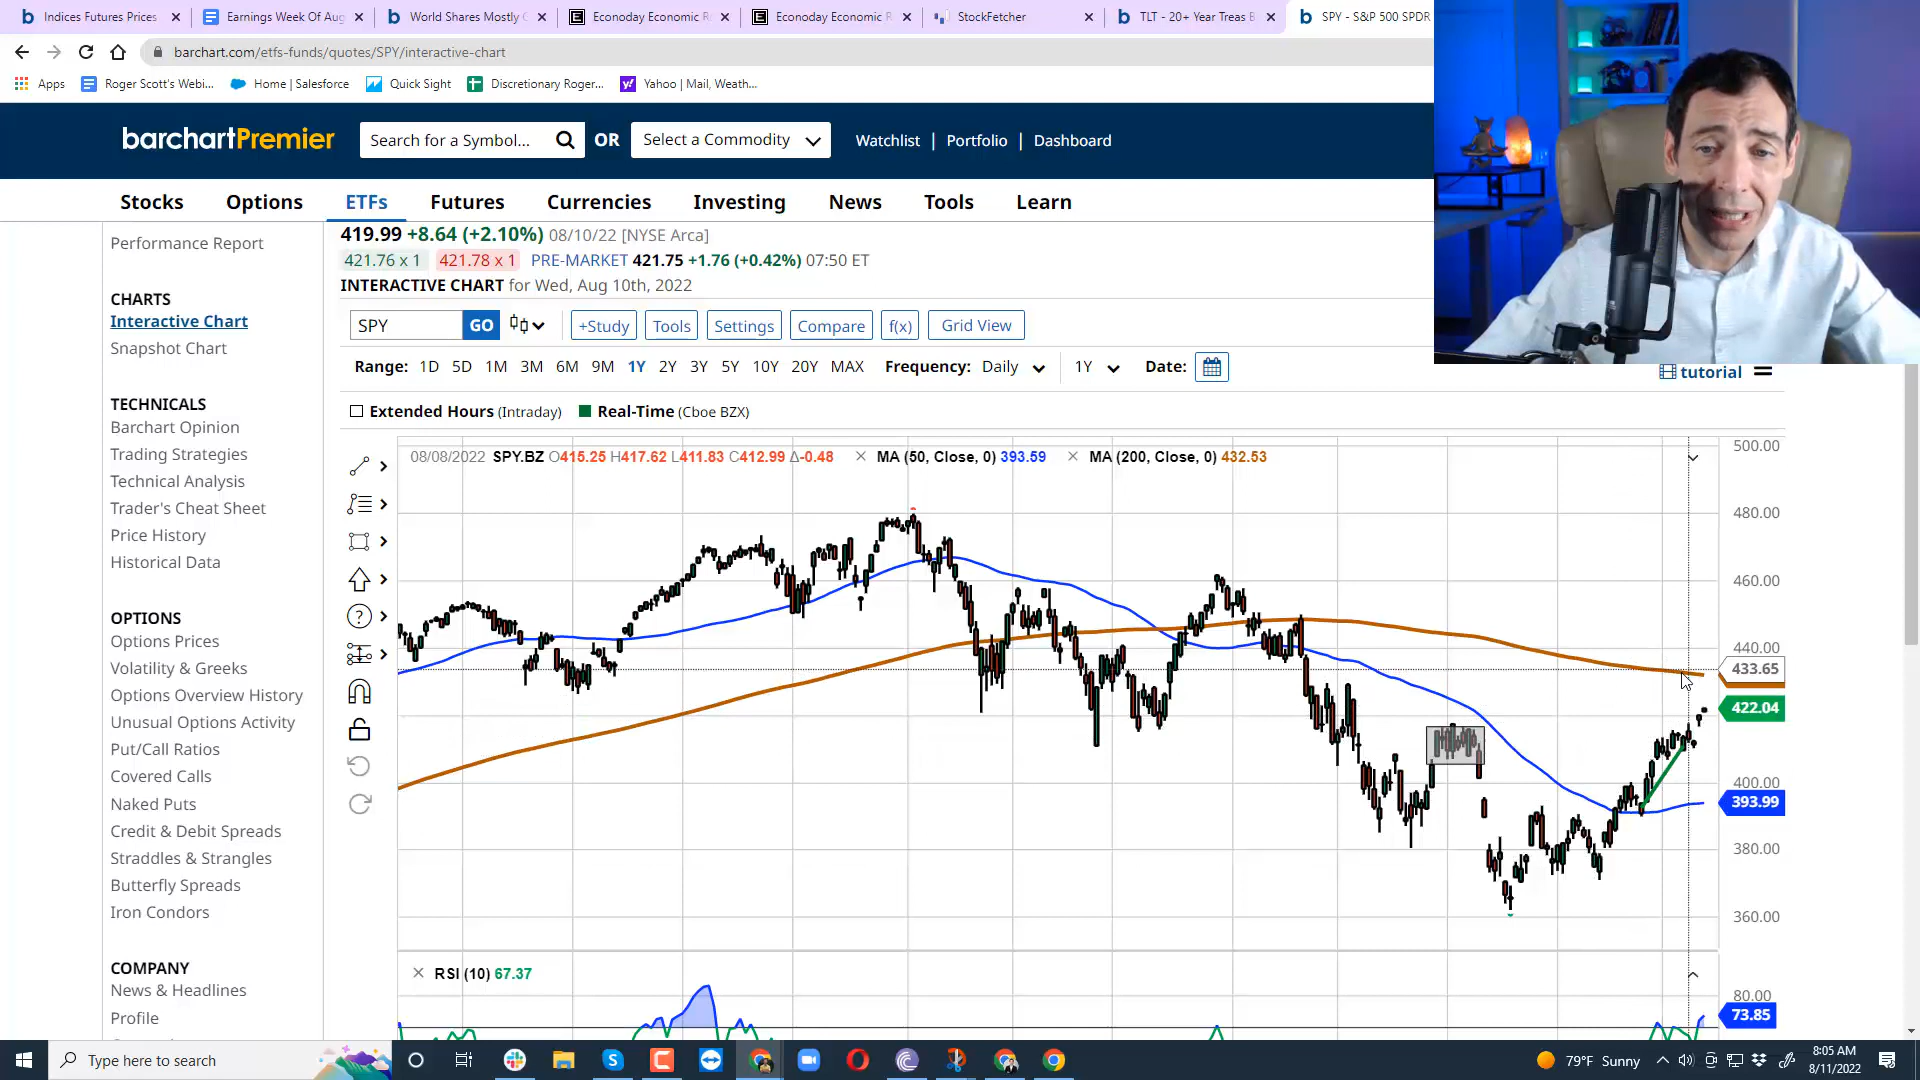 Indices Futures Prices
Earnings Week Of Aug
World Shares Mostly
Econoday Economic R
Econoday Economic R
StockFetcher
TLT - 20+ Year Treas B
SPY - S&P 500 SPDR
barchart.com/etfs-funds/quotes/SPY/interactive-chart
Apps
Roger Scott's Webi...
Home | Salesforce
Quick Sight
Discretionary Roger...
Yahoo | Mail, Weath...
barchartPremier
Search for a Symbol...
OR
Select a Commodity
Watchlist | Portfolio | Dashboard
Stocks Options ETFs Futures Currencies Investing News Tools Learn
Performance Report
CHARTS
Interactive Chart
Snapshot Chart
TECHNICALS
Barchart Opinion
Trading Strategies
Technical Analysis
Trader's Cheat Sheet
Price History
Historical Data
OPTIONS
Options Prices
Volatility & Greeks
Options Overview History
Unusual Options Activity
Put/Call Ratios
Covered Calls
Naked Puts
Credit & Debit Spreads
Straddles & Strangles
Butterfly Spreads
Iron Condors
COMPANY
News & Headlines
Profile
419.99 +8.64 (+2.10%) 08/10/22 [NYSE Arca]
421.76 x 1 421.78 x 1 PRE-MARKET 421.75 +1.76 (+0.42%) 07:50 ET
INTERACTIVE CHART for Wed, Aug 10th, 2022
SPY GO +Study Tools Settings Compare f(x) Grid View
Range: 1D 5D 1M 3M 6M 9M 1Y 2Y 3Y 5Y 10Y 20Y MAX Frequency: Daily 1Y Date:
tutorial
Extended Hours (Intraday) Real-Time (Cboe BZX)
08/08/2022 SPY.BZ O415.25 H417.62 L411.83 C412.99 Δ-0.48 MA (50, Close, 0) 393.59 MA (200, Close, 0) 432.53
500.00
480.00
460.00
440.00
433.65
422.04
400.00
393.99
380.00
360.00
RSI (10) 67.37
80.00
73.85
Type here to search
79°F Sunny
8:05 AM
8/11/2022